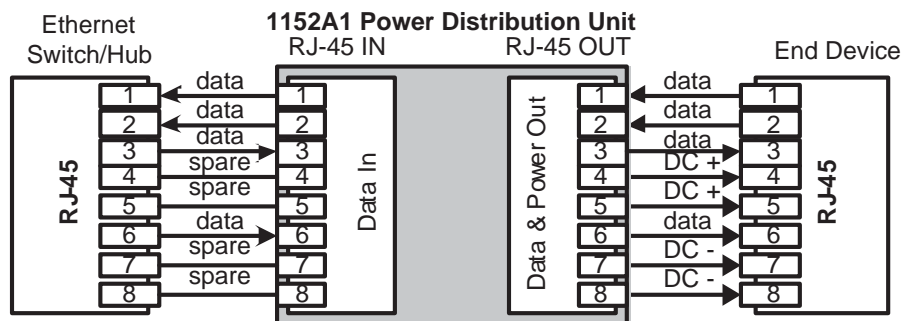 1152A1 Power Distribution Unit
Ethernet
Switch/Hub
RJ-45 IN
RJ-45 OUT
End Device
RJ-45
1
2
3
4
5
6
7
8
data
data
data
spare
spare
data
spare
spare
1
2
3
4
5
6
7
8
Data In
Data & Power Out
1
2
3
4
5
6
7
8
data
data
data
DC +
DC +
data
DC -
DC -
1
2
3
4
5
6
7
8
RJ-45